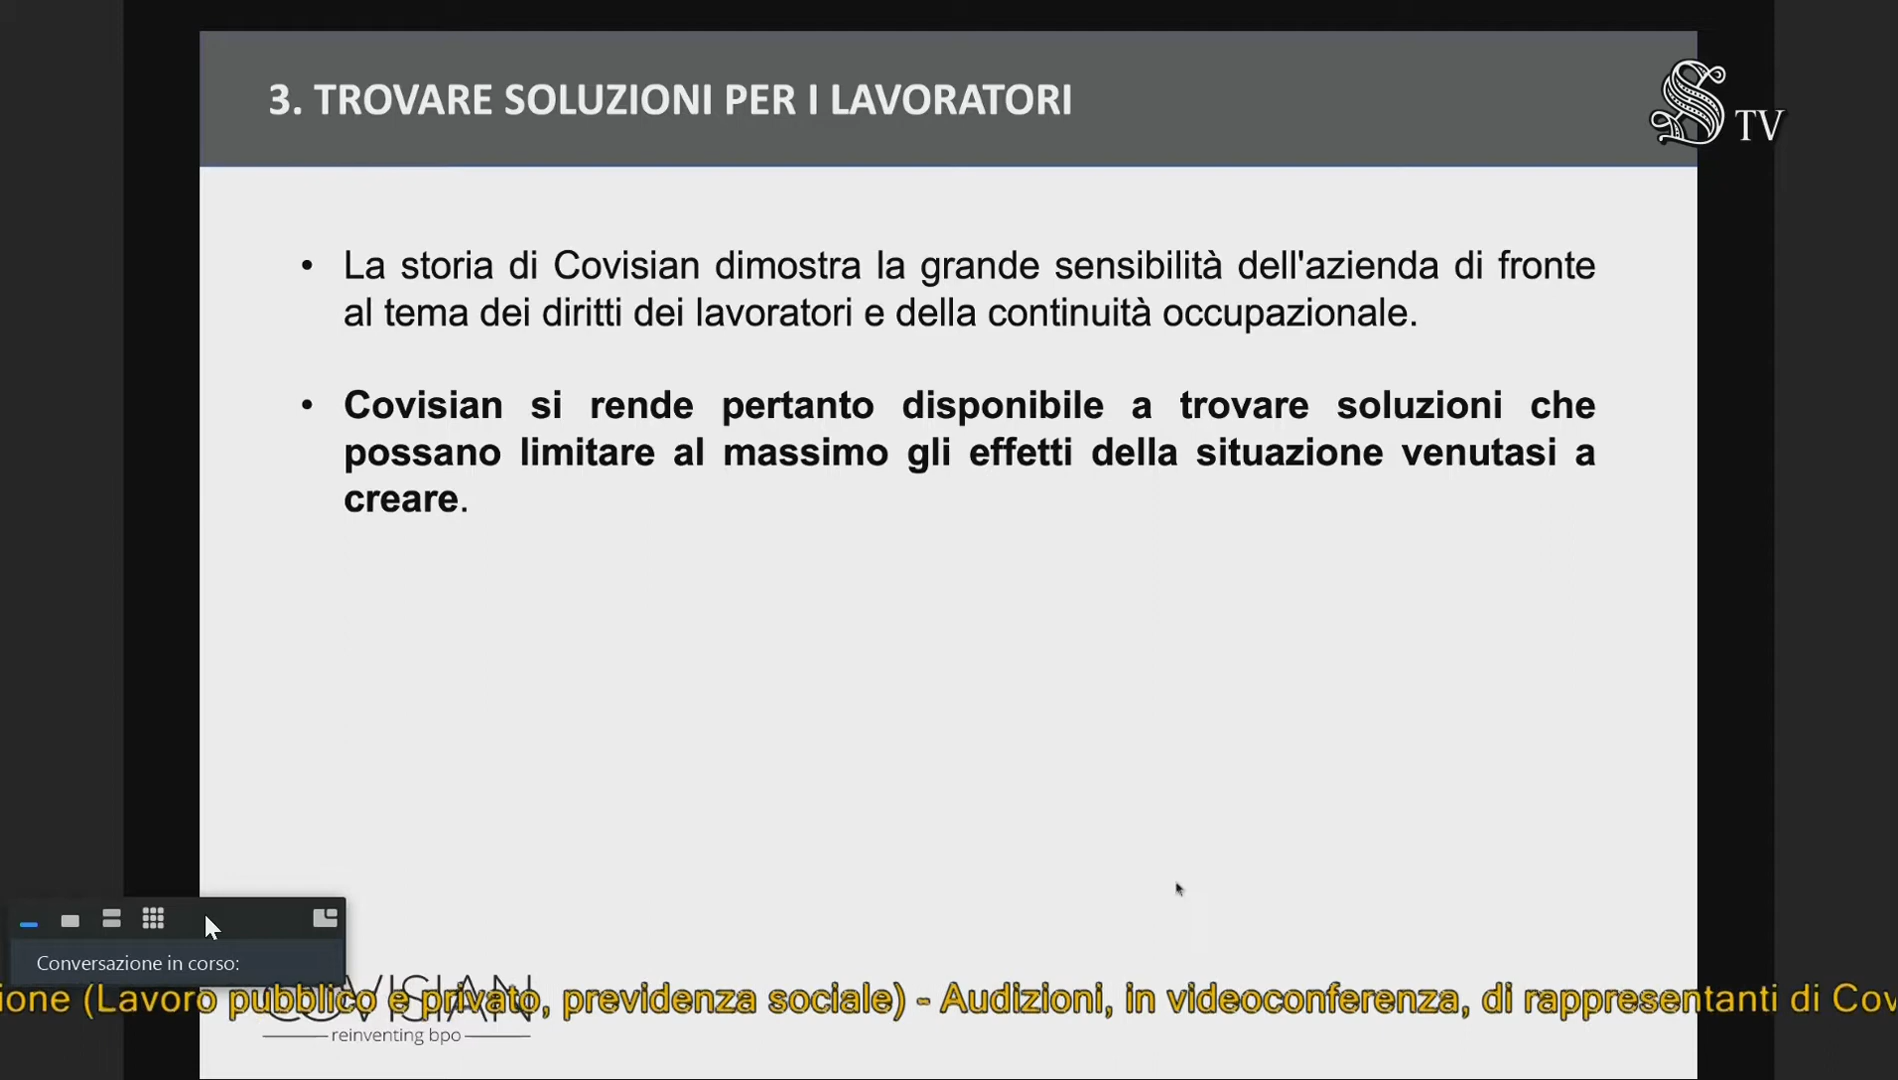 3. TROVARE SOLUZIONI PER I LAVORATORI
TV
• La storia di Covisian dimostra la grande sensibilità dell'azienda di fronte
al tema dei diritti dei lavoratori e della continuità occupazionale.
• Covisian si rende pertanto disponibile a trovare soluzioni che
possano limitare al massimo gli effetti della situazione venutasi a
creare.
Conversazione in corso:
COVISIAN
ione (Lavoro pubblico e privato, previdenza sociale) - Audizioni, in videoconferenza, di rappresentanti di Cov
reinventing bpo